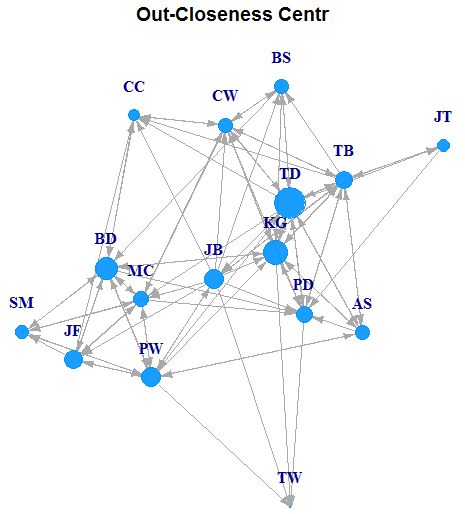 Out-Closeness Centr
BS
CC
CW
JT
TB
TD
KG
BD
JB
MC
PD
SM
AS
JF
PW
TW